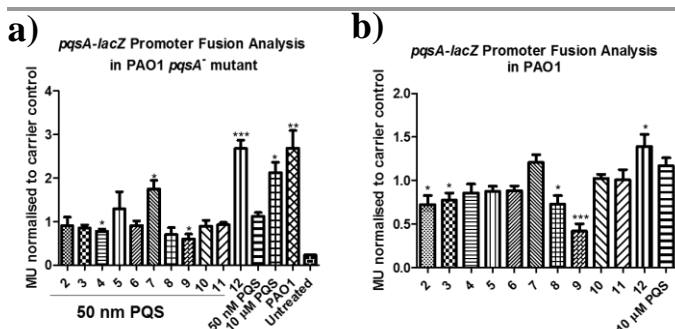 a)
pqsA-lacZ Promoter Fusion Analysis
in PAO1 pqsA- mutant
MU normalised to carrier control
4
3
2
1
0
* * * *** * **
2 3 4 5 6 7 8 9 10 11 12 50 nM PQS 10 µM PQS PAO1 Untreated
50 nm PQS
b)
pqsA-lacZ Promoter Fusion Analysis
in PAO1
MU normalised to carrier control
2.0
1.5
1.0
0.5
0.0
* * * *** *
2 3 4 5 6 7 8 9 10 11 12 10 µM PQS